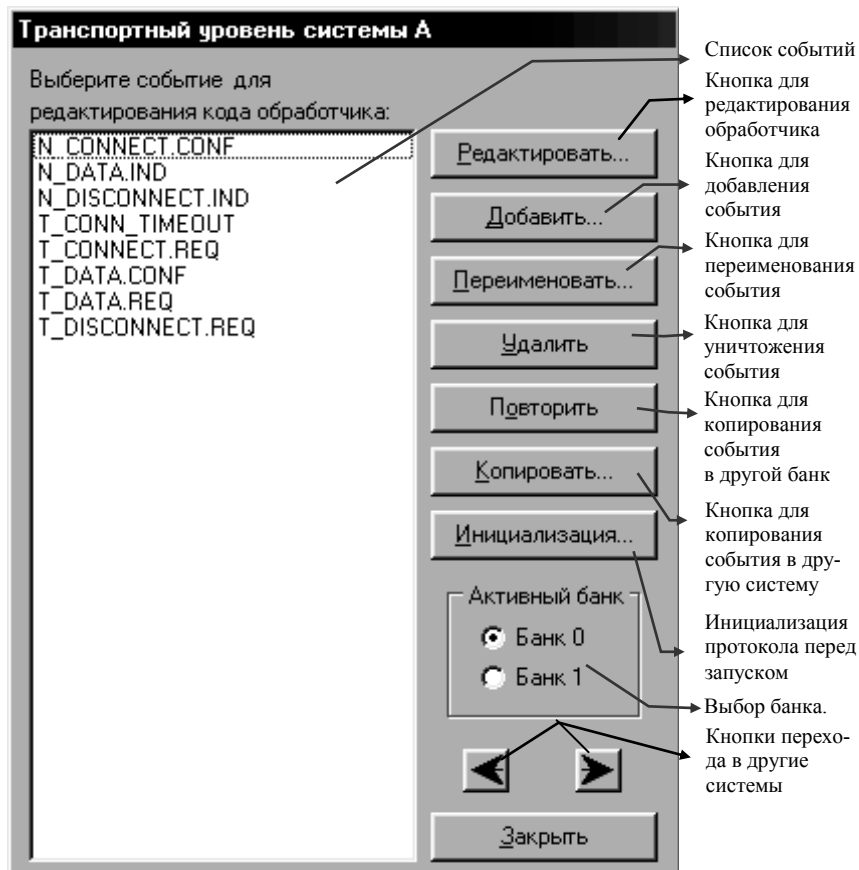 Транспортный уровень системы А
Выберите событие для
редактирования кода обработчика:
N_CONNECT.CONF
N_DATA.IND
N_DISCONNECT.IND
T_CONN_TIMEOUT
T_CONNECT.REQ
T_DATA.CONF
T_DATA.REQ
T_DISCONNECT.REQ
Редактировать...
Добавить...
Переименовать...
Удалить
Повторить
Копировать...
Инициализация...
Активный банк
Банк 0
Банк 1
Закрыть
Список событий
Кнопка для
редактирования
обработчика
Кнопка для
добавления
события
Кнопка для
переименования
события
Кнопка для
уничтожения
события
Кнопка для
копирования
события
в другой банк
Кнопка для
копирования
события в дру-
гую систему
Инициализация
протокола перед
запуском
Выбор банка.
Кнопки перехо-
да в другие
системы